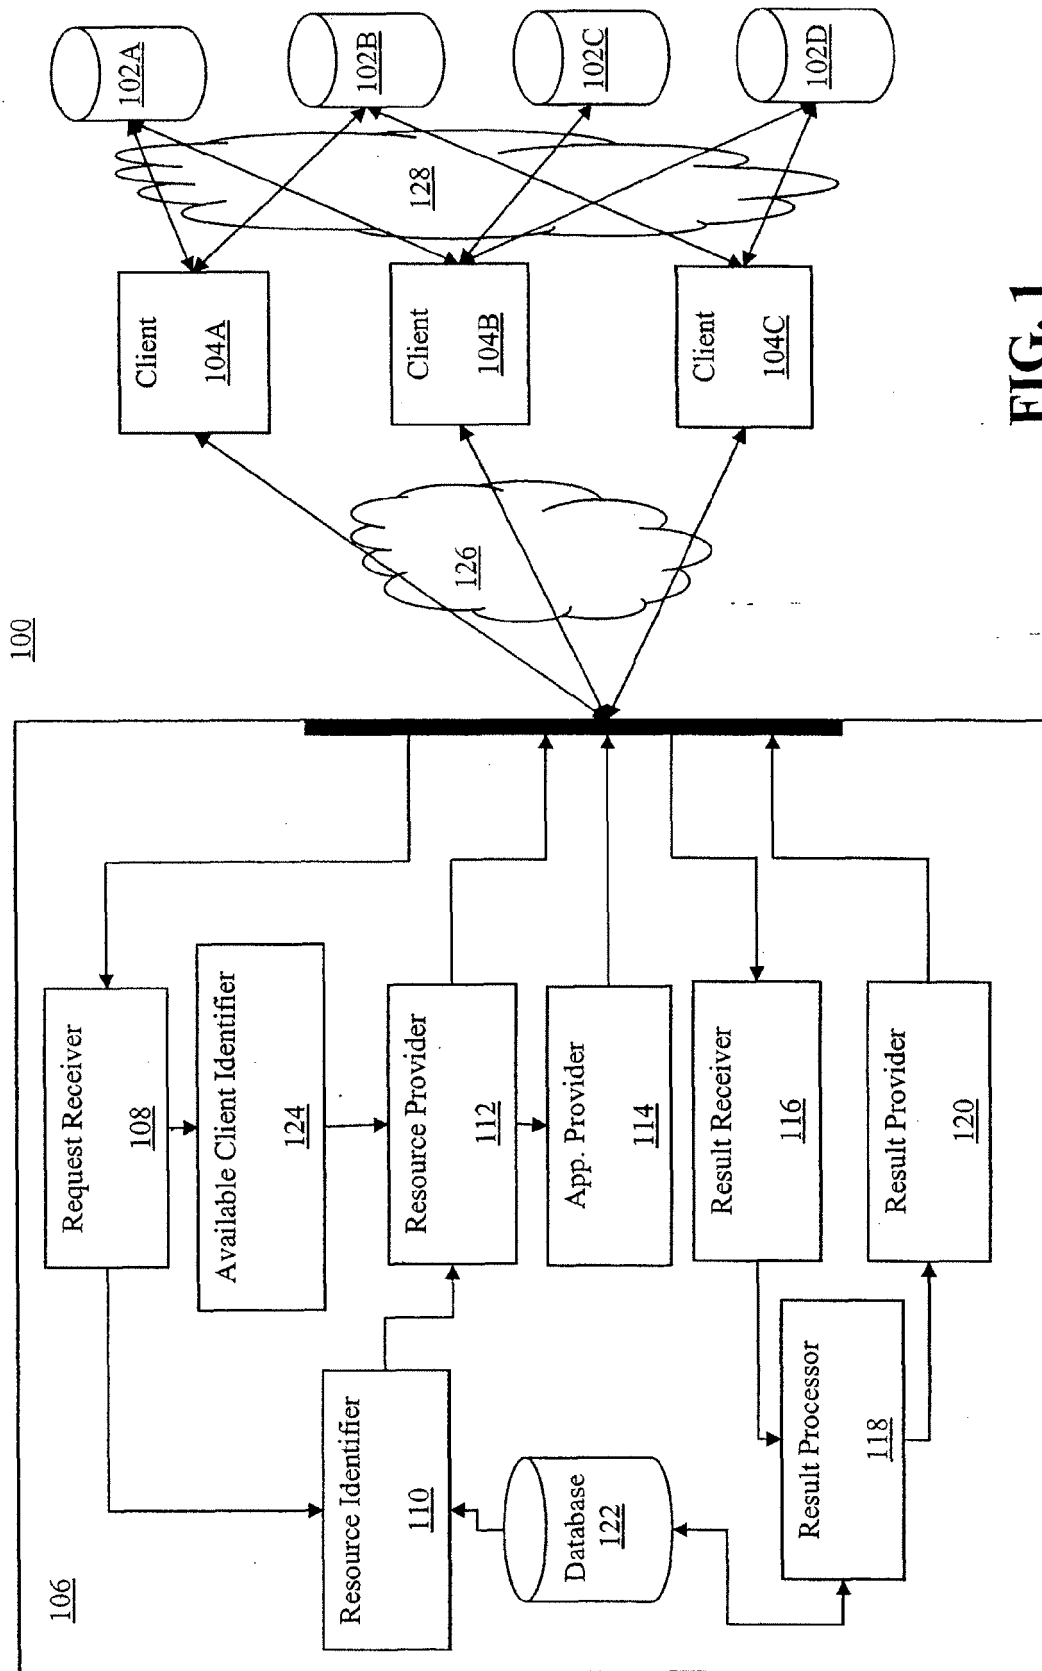 100
106
Request Receiver
108
Available Client Identifier
124
Resource Identifier
110
Resource Provider
112
App. Provider
114
Database
122
Result Receiver
116
Result Processor
118
Result Provider
120
126
Client
104A
Client
104B
Client
104C
128
102A
102B
102C
102D
FIG. 1